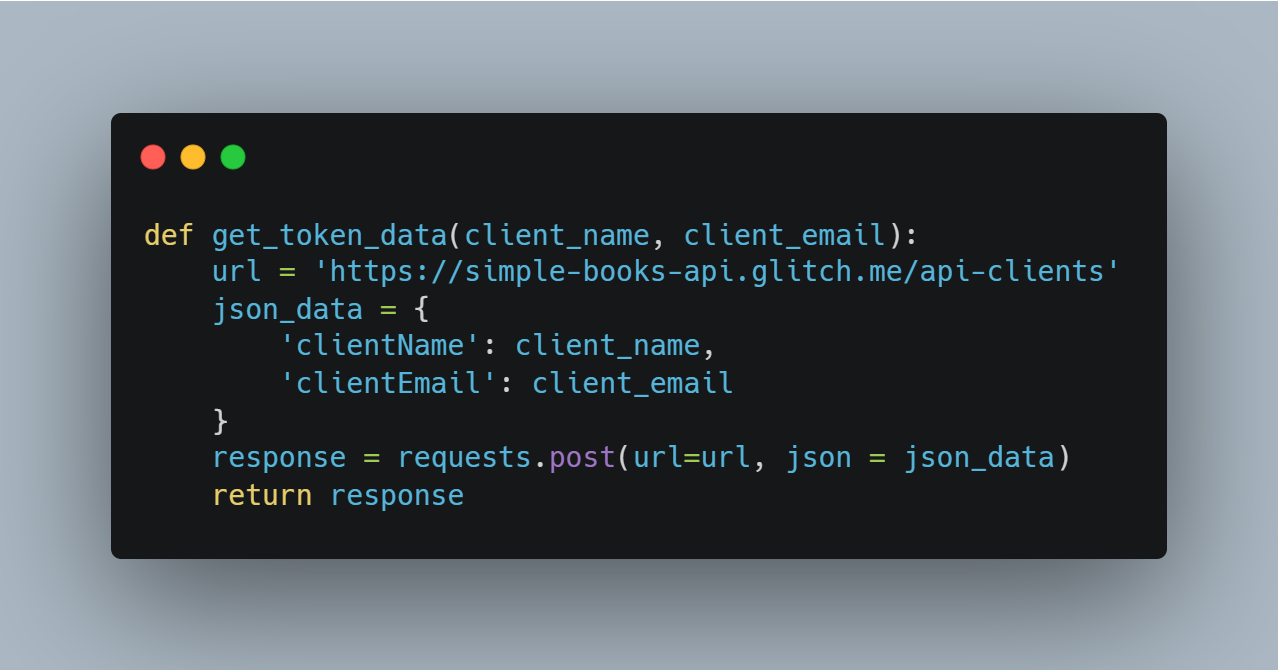 def get_token_data(client_name, client_email):
    url = 'https://simple-books-api.glitch.me/api-clients'
    json_data = {
        'clientName': client_name,
        'clientEmail': client_email
    }
    response = requests.post(url=url, json = json_data)
    return response